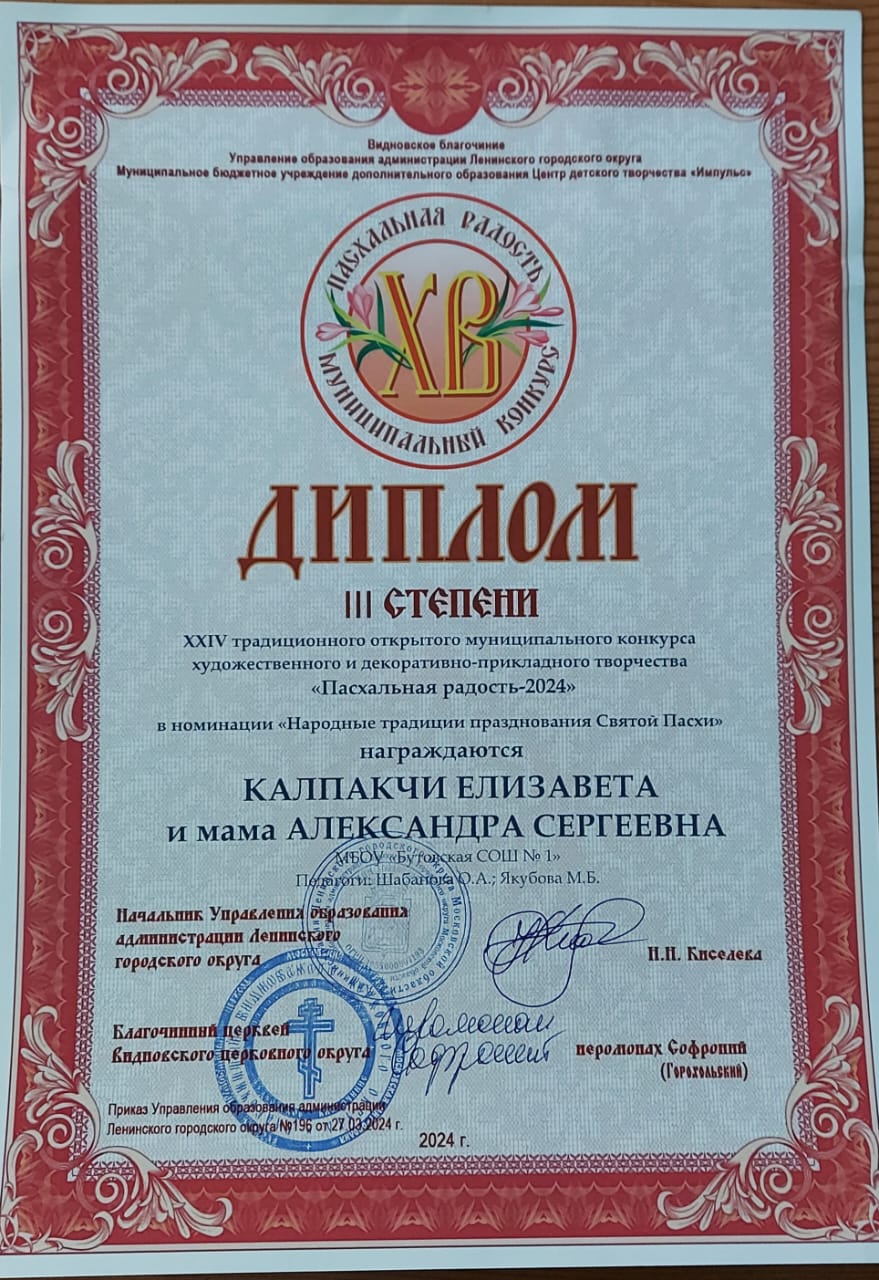 Видновское благочиние
Управление образования администрации Ленинского городского округа
Муниципальное бюджетное учреждение дополнительного образования Центр детского творчества «Импульс»
ПАСХАЛЬНАЯ РАДОСТЬ
ХВ
МУНИЦИПАЛЬНЫЙ КОНКУРС
ДИПЛОМ
III СТЕПЕНИ
XXIV традиционного открытого муниципального конкурса
художественного и декоративно-прикладного творчества
«Пасхальная радость-2024»
в номинации «Народные традиции празднования Святой Пасхи»
награждаются
КАЛПАКЧИ ЕЛИЗАВЕТА
и мама АЛЕКСАНДРА СЕРГЕЕВНА
МБОУ «Бутовская СОШ № 1»
Педагоги: Шабанова О.А.; Якубова М.Б.
Начальник Управления образования
администрации Ленинского
городского округа
Н.Н. Киселева
Благочинный церквей
Видновского церковного округа
иеромонах Софроний
иеромонах Софроний
(Горохольский)
Приказ Управления образования администрации
Ленинского городского округа №196 от 27.03.2024 г.
2024 г.